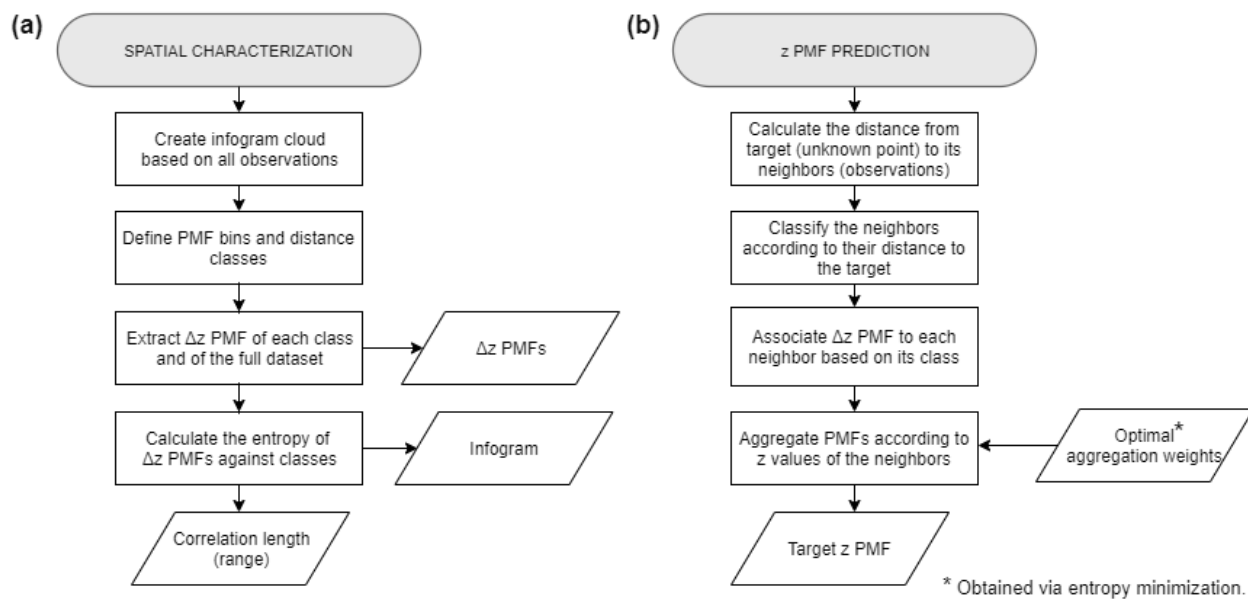 (a)
SPATIAL CHARACTERIZATION
Create infogram cloud
based on all observations
Define PMF bins and distance
classes
Extract Δz PMF of each class
and of the full dataset
Δz PMFs
Calculate the entropy of
Δz PMFs against classes
Infogram
Correlation length
(range)
(b)
z PMF PREDICTION
Calculate the distance from
target (unknown point) to its
neighbors (observations)
Classify the neighbors
according to their distance to
the target
Associate Δz PMF to each
neighbor based on its class
Aggregate PMFs according to
z values of the neighbors
Optimal*
aggregation weights
Target z PMF
* Obtained via entropy minimization.